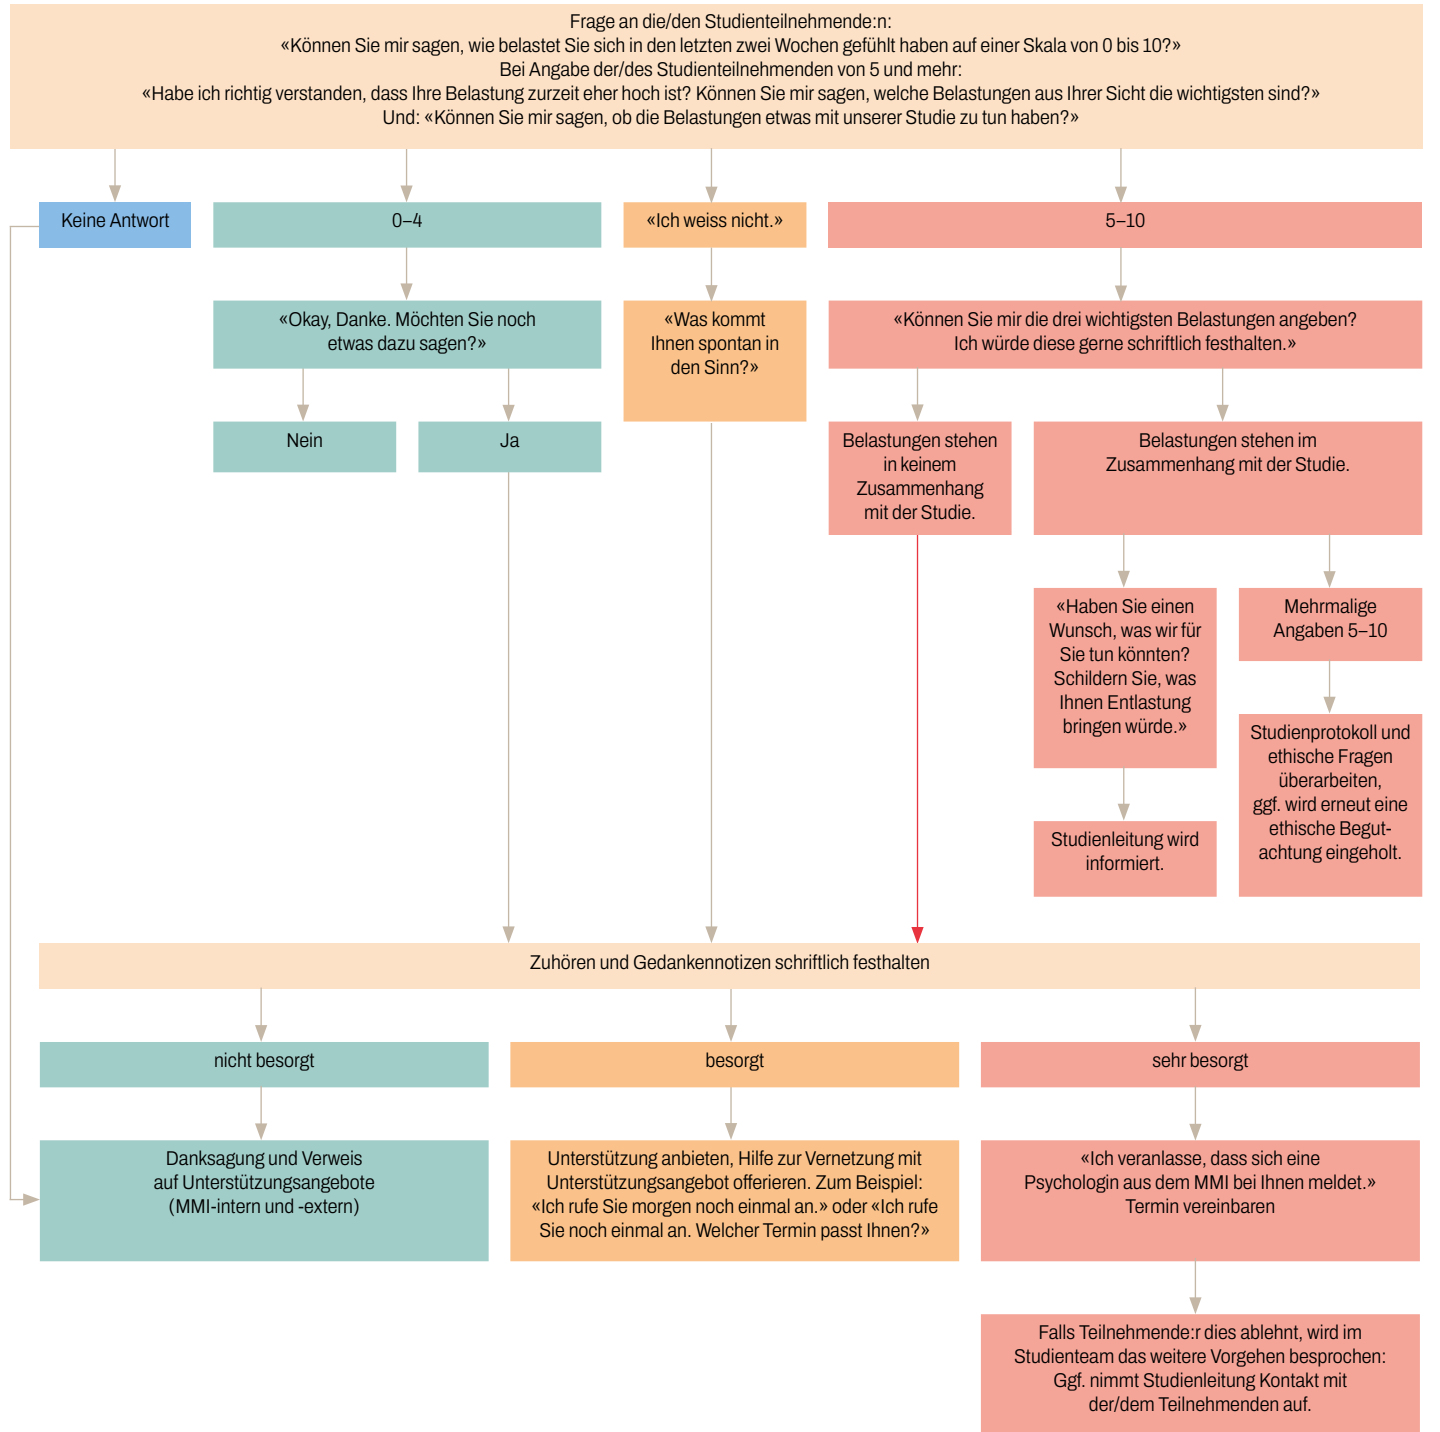 Frage an die/den Studienteilnehmende:n:
«Können Sie mir sagen, wie belastet Sie sich in den letzten zwei Wochen gefühlt haben auf einer Skala von 0 bis 10?»
Bei Angabe der/des Studienteilnehmenden von 5 und mehr:
«Habe ich richtig verstanden, dass Ihre Belastung zurzeit eher hoch ist? Können Sie mir sagen, welche Belastungen aus Ihrer Sicht die wichtigsten sind?»
Und: «Können Sie mir sagen, ob die Belastungen etwas mit unserer Studie zu tun haben?»
Keine Antwort
0–4
«Ich weiss nicht.»
5–10
«Okay, Danke. Möchten Sie noch
etwas dazu sagen?»
«Was kommt
Ihnen spontan in
den Sinn?»
«Können Sie mir die drei wichtigsten Belastungen angeben?
Ich würde diese gerne schriftlich festhalten.»
Nein
Ja
Belastungen stehen
in keinem
Zusammenhang
mit der Studie.
Belastungen stehen im
Zusammenhang mit der Studie.
«Haben Sie einen
Wunsch, was wir für
Sie tun könnten?
Schildern Sie, was
Ihnen Entlastung
bringen würde.»
Mehrmalige
Angaben 5–10
Studienprotokoll und
ethische Fragen
überarbeiten,
ggf. wird erneut eine
ethische Begut-
achtung eingeholt.
Studienleitung wird
informiert.
Zuhören und Gedankennotizen schriftlich festhalten
nicht besorgt
besorgt
sehr besorgt
Danksagung und Verweis
auf Unterstützungsangebote
(MMI-intern und -extern)
Unterstützung anbieten, Hilfe zur Vernetzung mit
Unterstützungsangebot offerieren. Zum Beispiel:
«Ich rufe Sie morgen noch einmal an.» oder «Ich rufe
Sie noch einmal an. Welcher Termin passt Ihnen?»
«Ich veranlasse, dass sich eine
Psychologin aus dem MMI bei Ihnen meldet.»
Termin vereinbaren
Falls Teilnehmende:r dies ablehnt, wird im
Studienteam das weitere Vorgehen besprochen:
Ggf. nimmt Studienleitung Kontakt mit
der/dem Teilnehmenden auf.